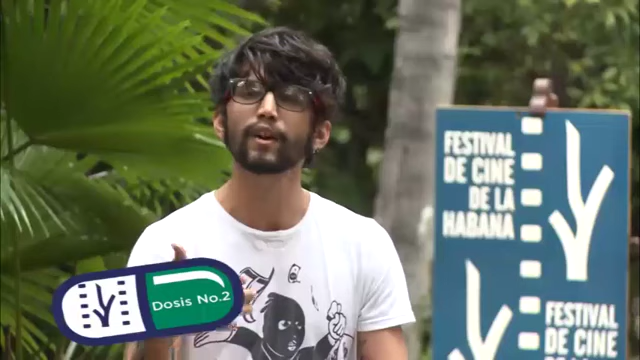 FESTIVAL
DE CINE
DE LA
HABANA
FESTIVAL
DE CINE
Dosis No.2